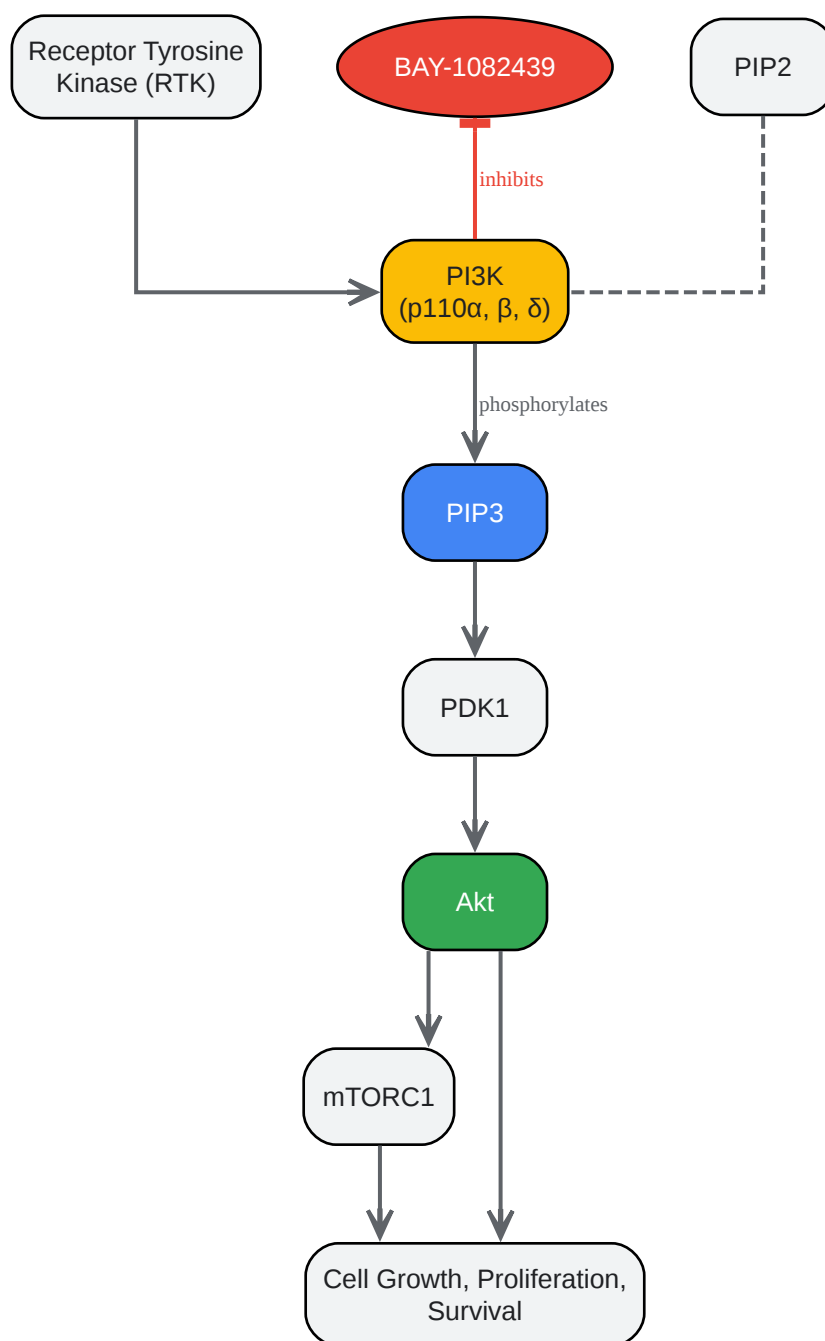 Receptor Tyrosine
Kinase (RTK)
BAY-1082439
PIP2
inhibits
PI3K
(p110α, β, δ)
phosphorylates
PIP3
PDK1
Akt
mTORC1
Cell Growth, Proliferation,
Survival